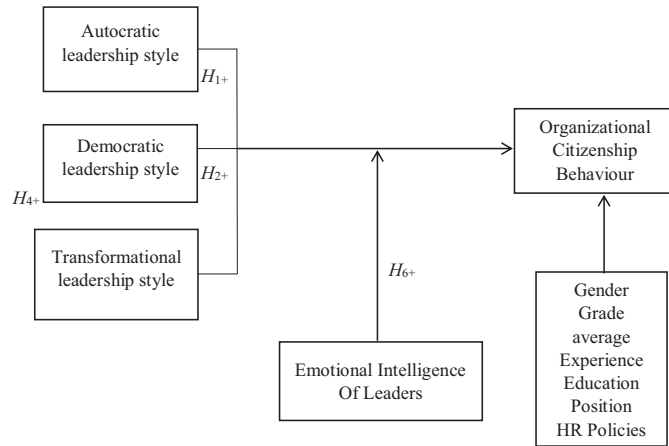 Autocratic
leadership style
H1+
Democratic
leadership style
H2+
H4+
Transformational
leadership style
H6+
Emotional Intelligence
Of Leaders
Organizational
Citizenship
Behaviour
Gender
Grade
average
Experience
Education
Position
HR Policies